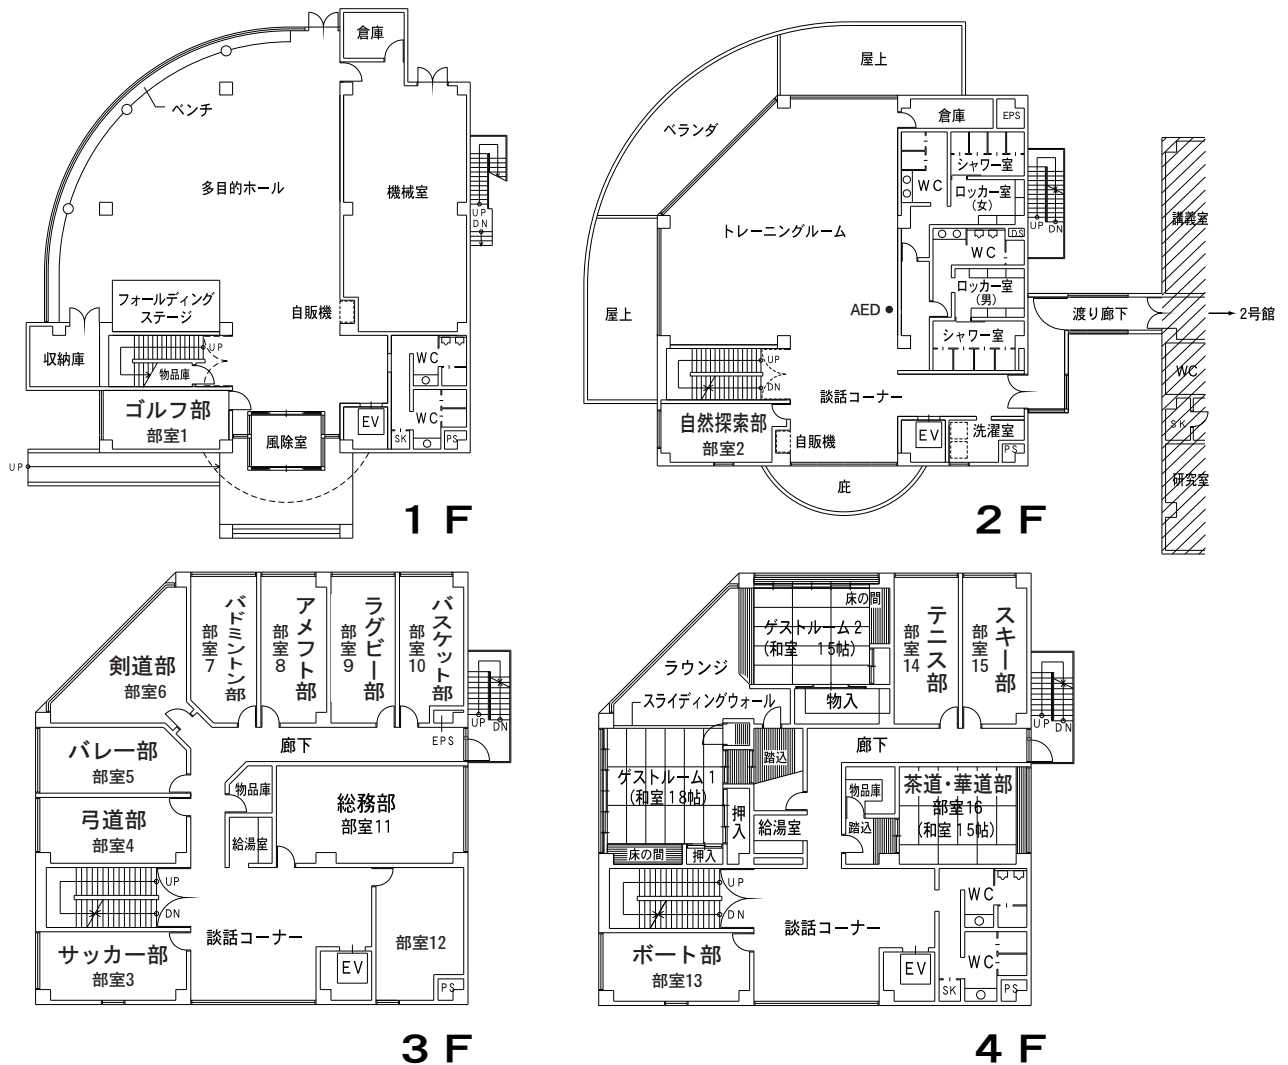 倉庫
ベンチ
多目的ホール
機械室
UP
DN
フォールディング
ステージ
自販機
収納庫
UP
物品庫
WC
WC
ゴルフ部
部室1
EV
SK
PS
風除室
UP
1F
屋上
ベランダ
倉庫
EPS
シャワー室
WC
ロッカー室
(女)
トレーニングルーム
UP
DN
DS
WC
ロッカー室
(男)
AED
屋上
シャワー室
渡り廊下
2号館
講義室
WC
SK
研究室
UP
DN
談話コーナー
自然探索部
部室2
自販機
EV
洗濯室
PS
庇
2F
バドミントン部
部室7
アメフト部
部室8
ラグビー部
部室9
バスケット部
部室10
剣道部
部室6
UP
DN
EPS
廊下
バレー部
部室5
物品庫
総務部
部室11
弓道部
部室4
給湯室
UP
DN
談話コーナー
部室12
サッカー部
部室3
EV
PS
3F
床の間
ゲストルーム2
(和室 15帖)
テニス部
部室14
スキー部
部室15
ラウンジ
スライディングウォール
物入
UP
DN
廊下
踏込
ゲストルーム1
(和室18帖)
物品庫
茶道・華道部
部室16
(和室15帖)
押入
給湯室
踏込
床の間
押入
UP
DN
WC
談話コーナー
ボート部
部室13
EV
WC
SK
PS
4F